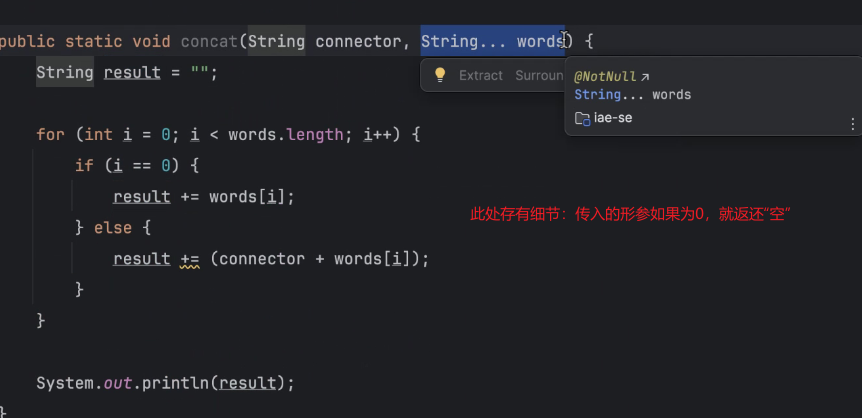 public static void concat(String connector, String... words) {
String result = "";
Extract Surroun
@NotNull ↗
String... words
iae-se
for (int i = 0; i < words.length; i++) {
if (i == 0) {
result += words[i];
此处存有细节：传入的形参如果为0，就返还“空”
} else {
result += (connector + words[i]);
}
}
System.out.println(result);
}